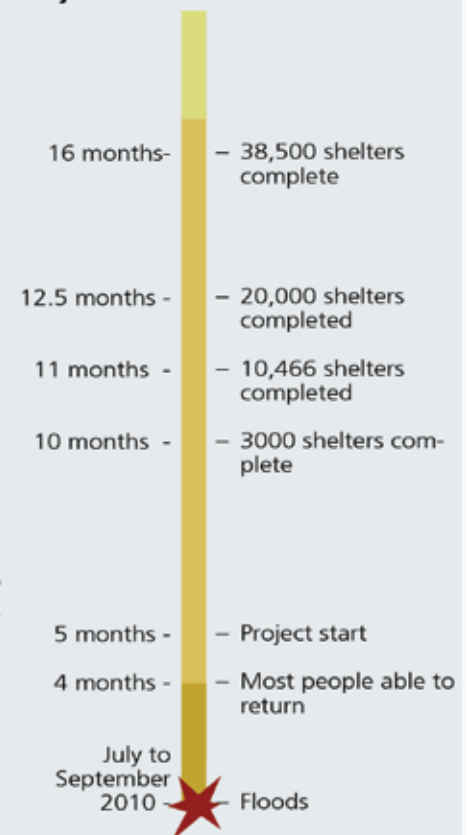 16 months-
– 38,500 shelters
complete
12.5 months -
– 20,000 shelters
completed
11 months -
– 10,466 shelters
completed
10 months -
– 3000 shelters com-
plete
5 months -
– Project start
4 months -
– Most people able to
return
July to
September
2010 -
– Floods